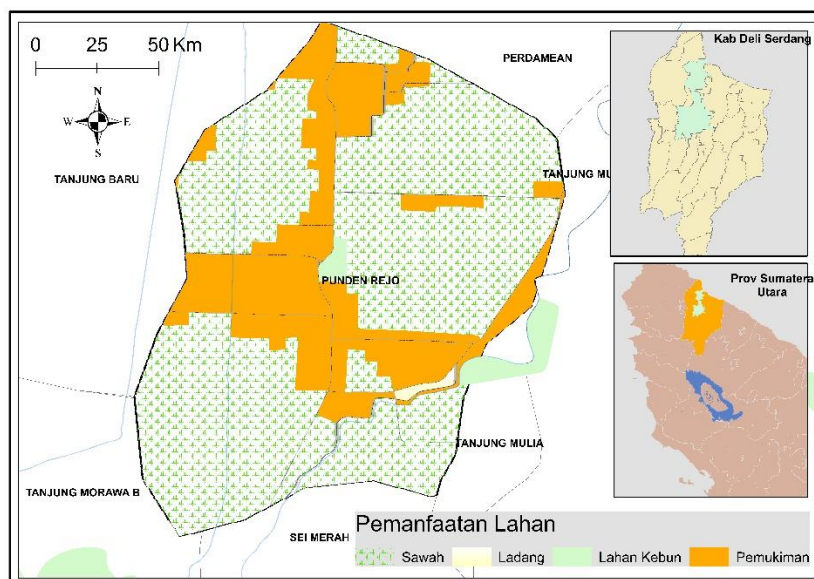 0 25 50 Km
N
W E
S
PERDAMEAN
TANJUNG BARU
TANJUNG MU
PUNDEN REJO
TANJUNG MULIA
TANJUNG MORAWA B
SEI MERAH
Kab Deli Serdang
Prov Sumatera
Utara
Pemanfaatan Lahan
Sawah Ladang Lahan Kebun Pemukiman